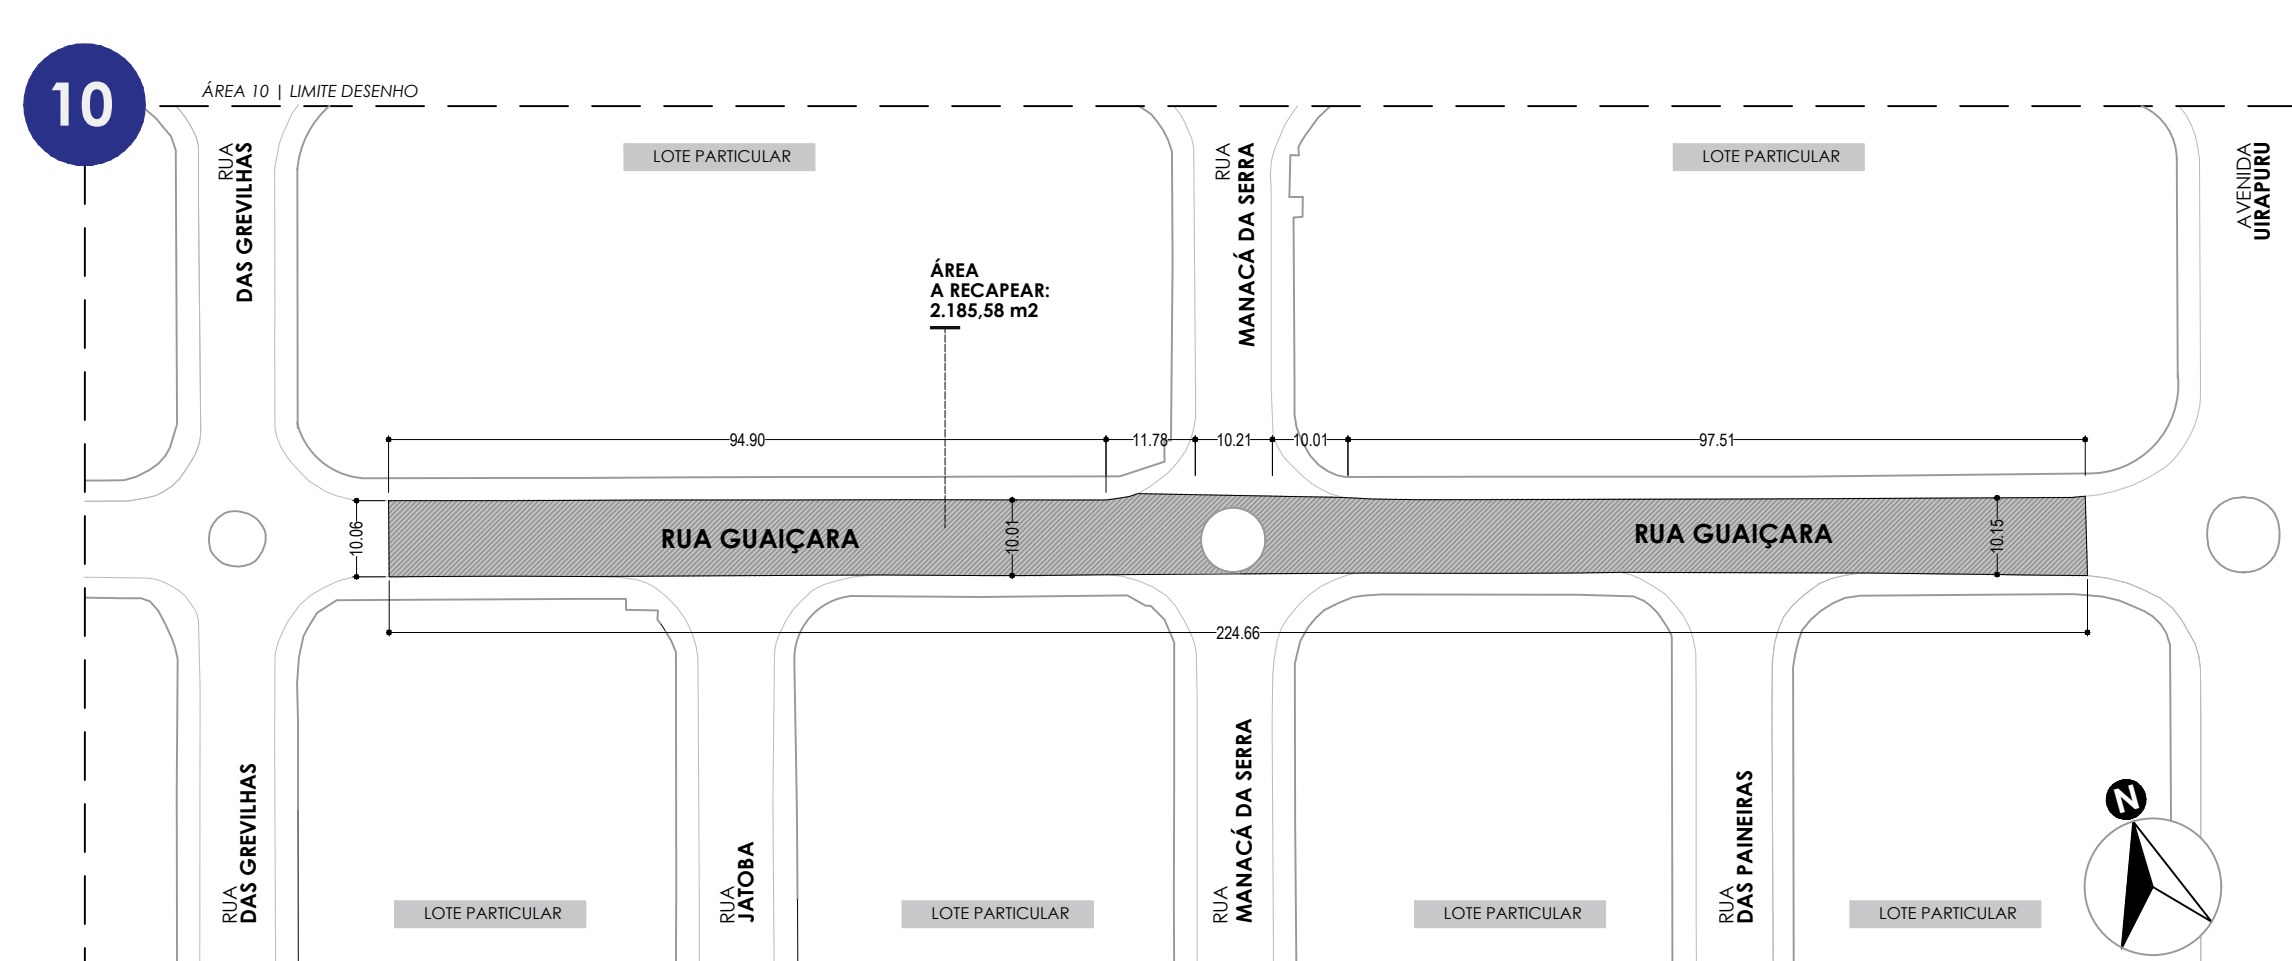 10
ÁREA 10 | LIMITE DESENHO
RUA
DAS GREVILHAS
LOTE PARTICULAR
RUA
MANACÁ DA SERRA
LOTE PARTICULAR
AVENIDA
UIRAPURU
ÁREA
A RECAPEAR:
2.185,58 m2
94.90
11.78
10.21
10.01
97.51
10.06
RUA GUAIÇARA
10.01
RUA GUAIÇARA
10.15
224.66
RUA
DAS GREVILHAS
LOTE PARTICULAR
RUA
JATOBA
LOTE PARTICULAR
RUA
MANACÁ DA SERRA
LOTE PARTICULAR
RUA
DAS PAINEIRAS
LOTE PARTICULAR
N